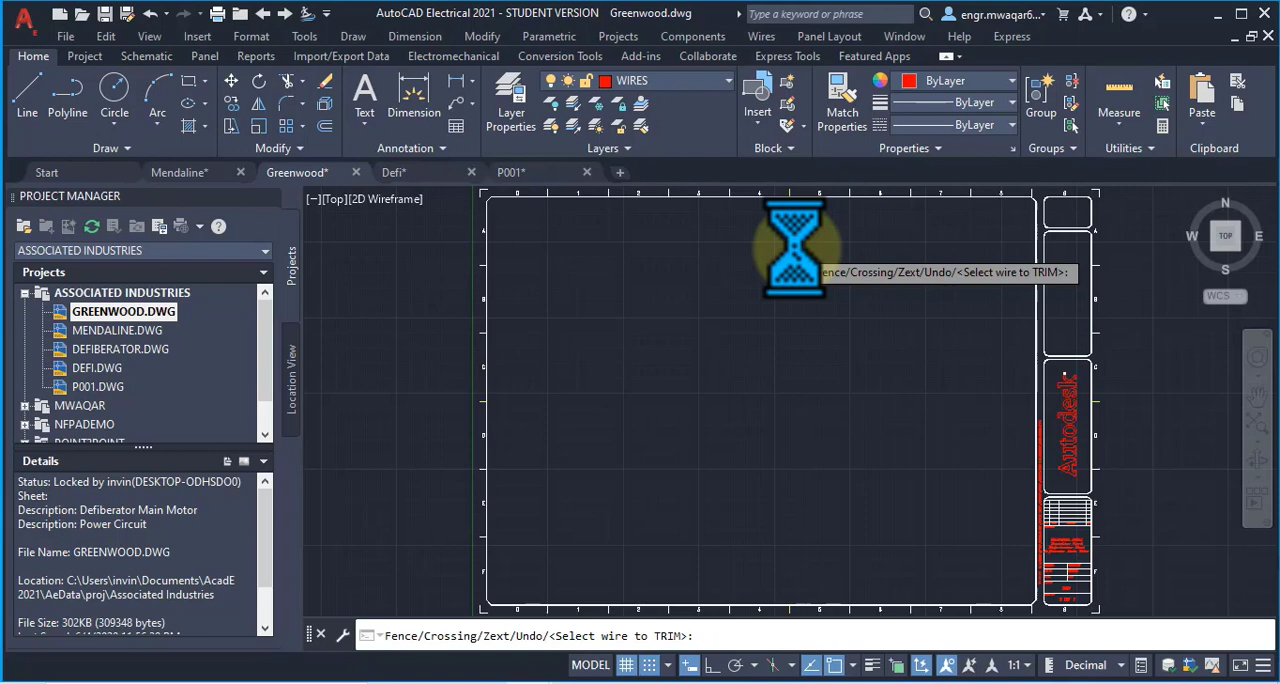 AutoCAD Electrical 2021 - STUDENT VERSION Greenwood.dwg
Type a keyword or phrase
engr.mwaqar6...
File Edit View Insert Format Tools Draw Dimension Modify Parametric Projects Components Wires Panel Layout Window Help Express
Home Project Schematic Panel Reports Import/Export Data Electromechanical Conversion Tools Add-ins Collaborate Express Tools Featured Apps
WIRES
ByLayer
ByLayer
ByLayer
Line Polyline Circle Arc Text Dimension Layer Properties Insert Match Properties Group Measure Paste
Draw Modify Annotation Layers Block Properties Groups Utilities Clipboard
Start Mendaline* Greenwood* Defi* P001*
PROJECT MANAGER
[−][Top][2D Wireframe]
ASSOCIATED INDUSTRIES
Projects
ASSOCIATED INDUSTRIES
GREENWOOD.DWG
MENDALINE.DWG
DEFIBERATOR.DWG
DEFI.DWG
P001.DWG
MWAQAR
NFPADEMO
POINT2POINT
Projects
Location View
Details
Status: Locked by invin(DESKTOP-ODHSDO0)
Sheet:
Description: Defiberator Main Motor
Description: Power Circuit
File Name: GREENWOOD.DWG
Location: C:\Users\invin\Documents\AcadE
2021\AeData\proj\Associated Industries
File Size: 302KB (309348 bytes)
N
W TOP E
S
WCS
ence/Crossing/Zext/Undo/<Select wire to TRIM>:
Autodesk
Fence/Crossing/Zext/Undo/<Select wire to TRIM>:
MODEL 1:1 Decimal